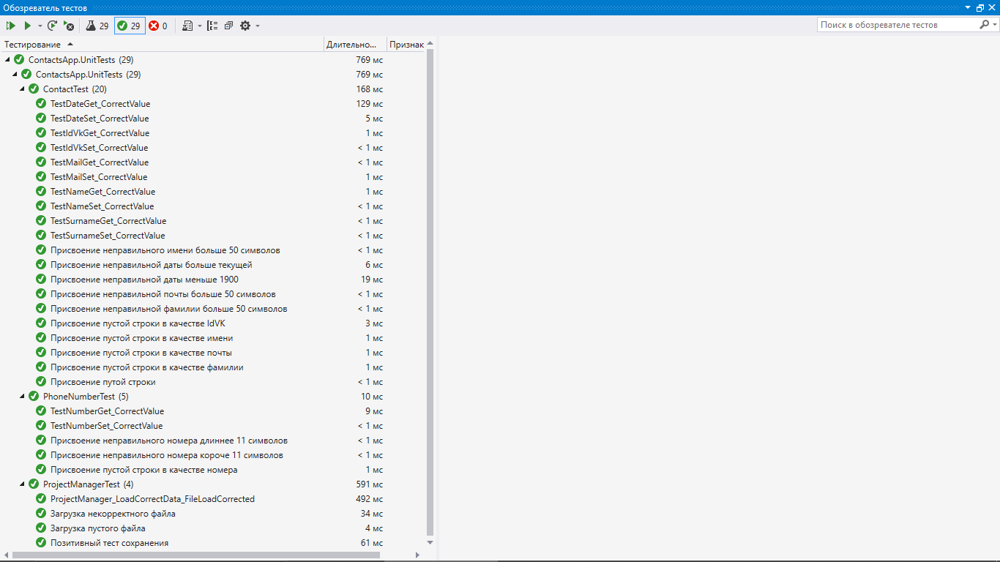 Обозреватель тестов
29 29 0 Поиск в обозревателе тестов
Тестирование Длительно... Признак
ContactsApp.UnitTests (29) 769 мс
ContactsApp.UnitTests (29) 769 мс
ContactTest (20) 168 мс
TestDateGet_CorrectValue 129 мс
TestDateSet_CorrectValue 5 мс
TestIdVkGet_CorrectValue 1 мс
TestIdVkSet_CorrectValue < 1 мс
TestMailGet_CorrectValue < 1 мс
TestMailSet_CorrectValue 1 мс
TestNameGet_CorrectValue 1 мс
TestNameSet_CorrectValue < 1 мс
TestSurnameGet_CorrectValue < 1 мс
TestSurnameSet_CorrectValue < 1 мс
Присвоение неправильного имени больше 50 символов < 1 мс
Присвоение неправильной даты больше текущей 6 мс
Присвоение неправильной даты меньше 1900 19 мс
Присвоение неправильной почты больше 50 символов < 1 мс
Присвоение неправильной фамилии больше 50 символов < 1 мс
Присвоение пустой строки в качестве IdVK 3 мс
Присвоение пустой строки в качестве имени 1 мс
Присвоение пустой строки в качестве почты 1 мс
Присвоение пустой строки в качестве фамилии 1 мс
Присвоение путой строки < 1 мс
PhoneNumberTest (5) 10 мс
TestNumberGet_CorrectValue 9 мс
TestNumberSet_CorrectValue < 1 мс
Присвоение неправильного номера длиннее 11 символов < 1 мс
Присвоение неправильного номера короче 11 символов < 1 мс
Присвоение пустой строки в качестве номера 1 мс
ProjectManagerTest (4) 591 мс
ProjectManager_LoadCorrectData_FileLoadCorrected 492 мс
Загрузка некорректного файла 34 мс
Загрузка пустого файла 4 мс
Позитивный тест сохранения 61 мс